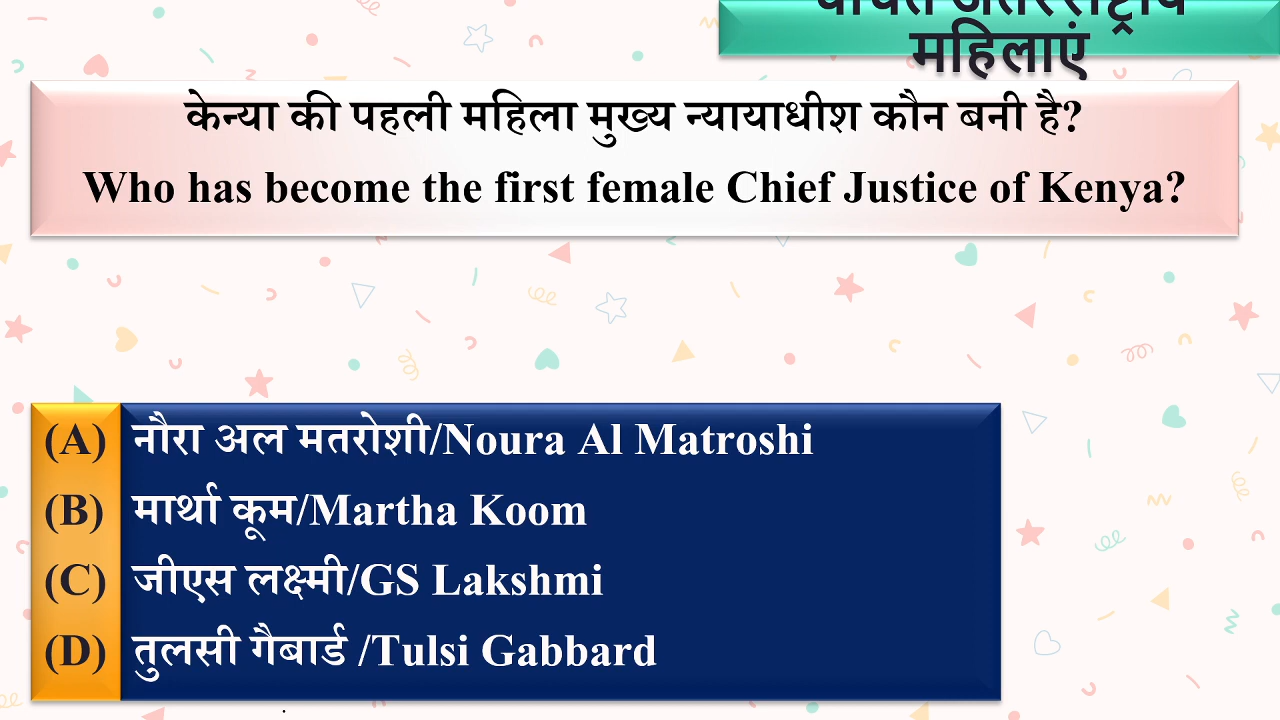 महिलाएं
केन्या की पहली महिला मुख्य न्यायाधीश कौन बनी है?
Who has become the first female Chief Justice of Kenya?
(A) नौरा अल मतरोशी/Noura Al Matroshi
(B) मार्था कूम/Martha Koom
(C) जीएस लक्ष्मी/GS Lakshmi
(D) तुलसी गैबार्ड /Tulsi Gabbard
.